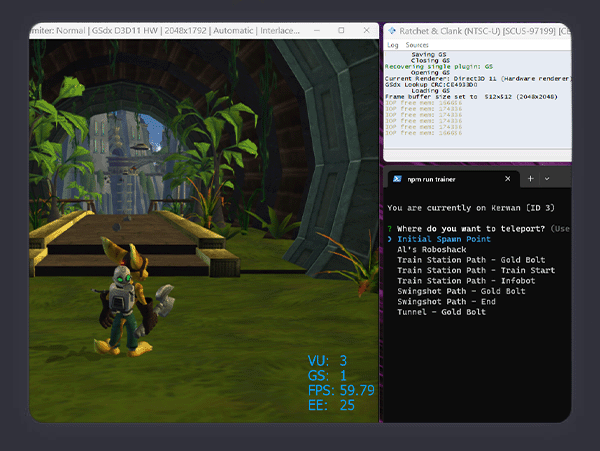 miter: Normal | GSdx D3D11 HW | 2048x1792 | Automatic | Interlace...
VU: 3
GS: 1
FPS: 59.79
EE: 25
Ratchet & Clank (NTSC-U) [SCUS-97199] [CE
Log Sources
Saving GS
Closing GS
Recovering simple plugin: GS
Opening GS
Current Renderer: Direct3D 11 (Hardware renderer)
GSdx Lookup CRC:CE4933D0
Loading GS
Frame buffer size set to 512x512 (2048x2048)
IOP free mem: 166656
IOP free mem: 174336
IOP free mem: 174336
IOP free mem: 174336
IOP free mem: 174336
IOP free mem: 166656
npm run trainer
You are currently on Kerwan (ID 3)
? Where do you want to teleport? (Use
❯ Initial Spawn Point
Al's Roboshack
Train Station Path - Gold Bolt
Train Station Path - Train Start
Train Station Path - Infobot
Swingshot Path - Gold Bolt
Swingshot Path - End
Tunnel - Gold Bolt